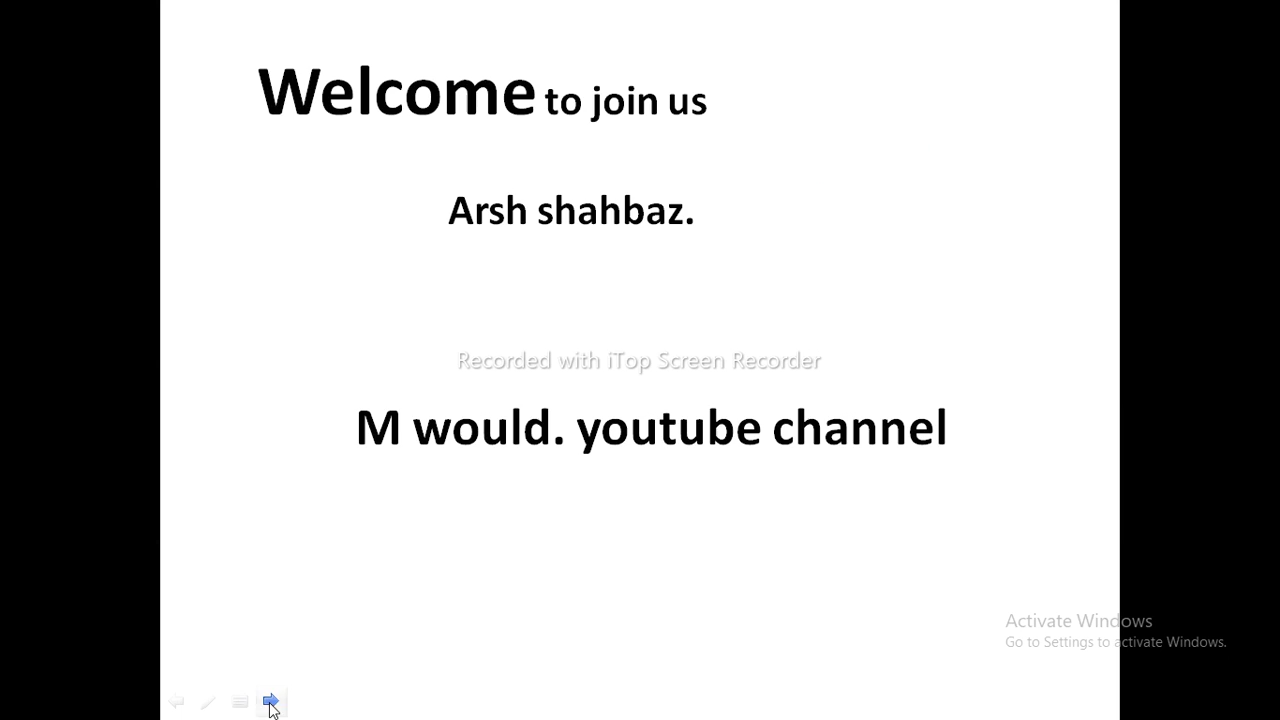 Welcome to join us
Arsh shahbaz.
Recorded with iTop Screen Recorder
M would. youtube channel
Activate Windows
Go to Settings to activate Windows.